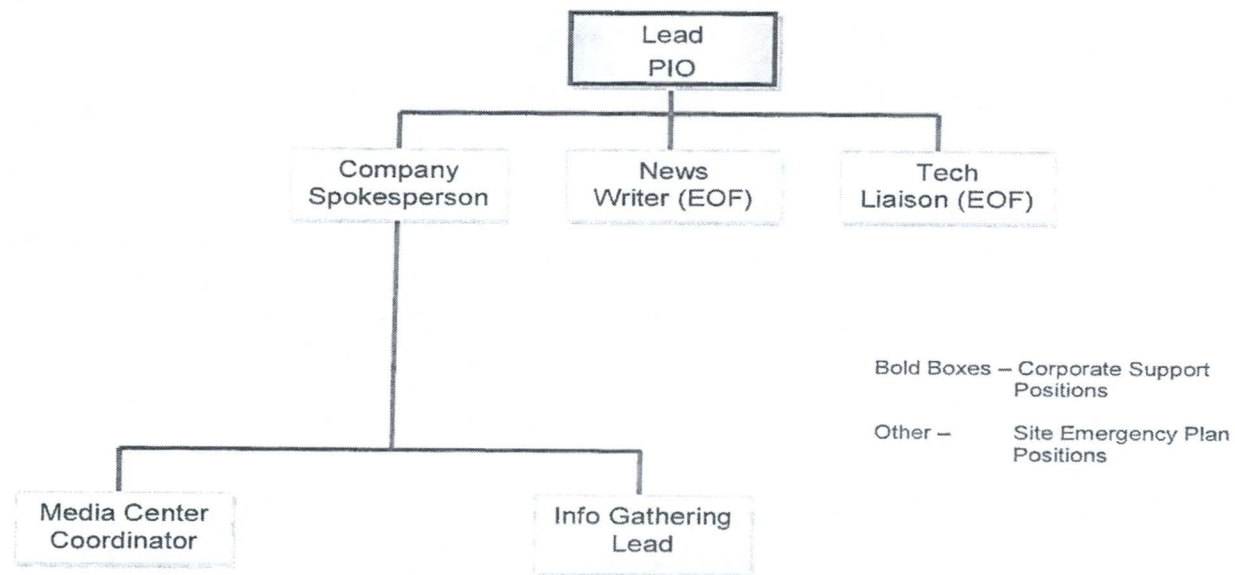 Lead
PIO
Company
Spokesperson
News
Writer (EOF)
Tech
Liaison (EOF)
Bold Boxes – Corporate Support
Positions
Other – Site Emergency Plan
Positions
Media Center
Coordinator
Info Gathering
Lead